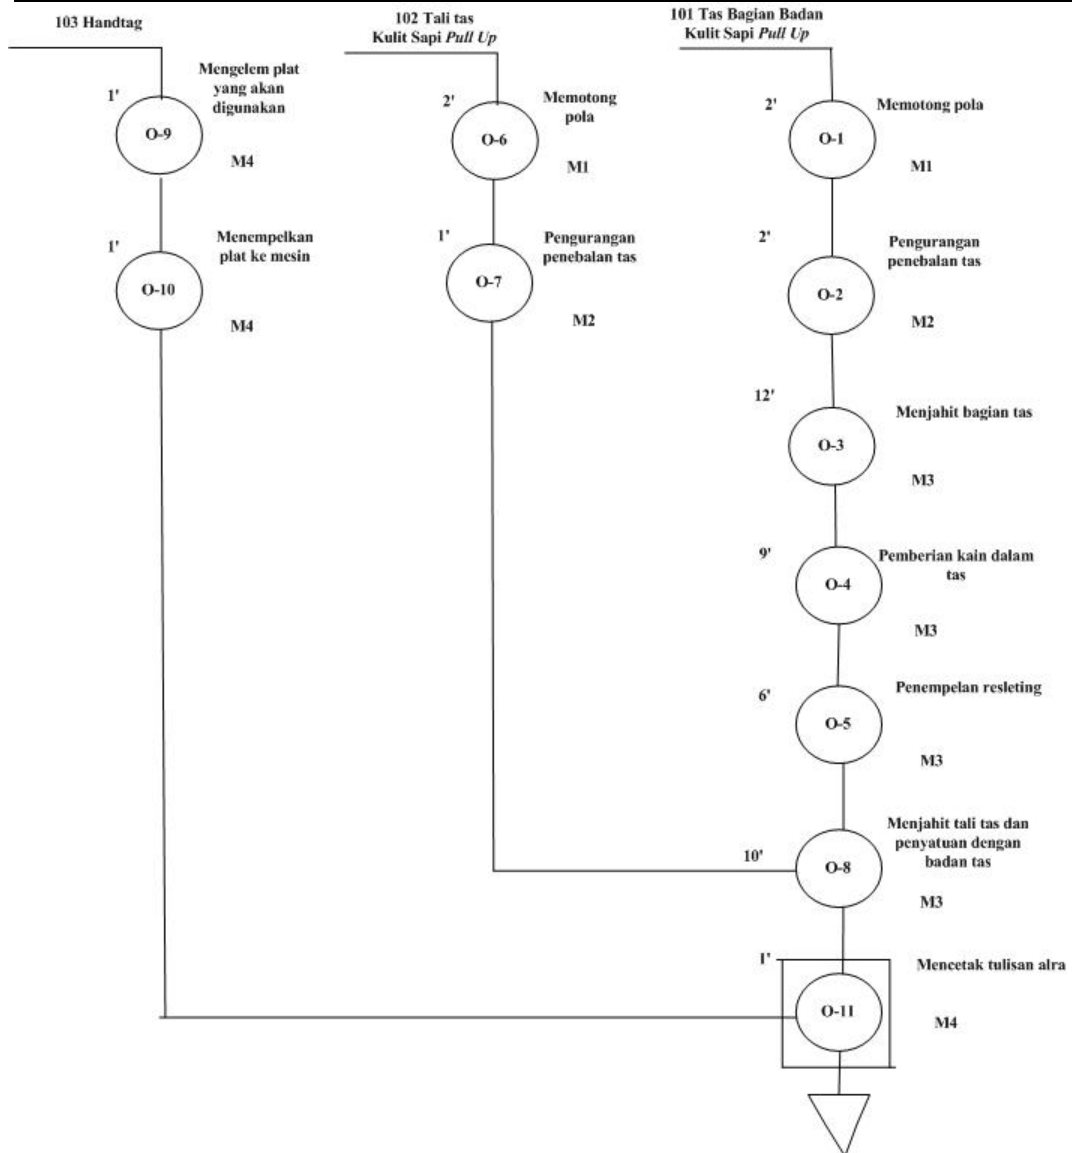 103 Handtag
1'
Mengelem plat
yang akan
digunakan
O-9
M4
1'
Menempelkan
plat ke mesin
O-10
M4
102 Tali tas
Kulit Sapi Pull Up
2'
Memotong
pola
O-6
M1
1'
Pengurangan
penebalan tas
O-7
M2
101 Tas Bagian Badan
Kulit Sapi Pull Up
2'
Memotong pola
O-1
M1
2'
Pengurangan
penebalan tas
O-2
M2
12'
Menjahit bagian tas
O-3
M3
9'
Pemberian kain dalam
tas
O-4
M3
6'
Penempelan resleting
O-5
M3
10'
Menjahit tali tas dan
penyatuan dengan
badan tas
O-8
M3
1'
Mencetak tulisan alra
O-11
M4